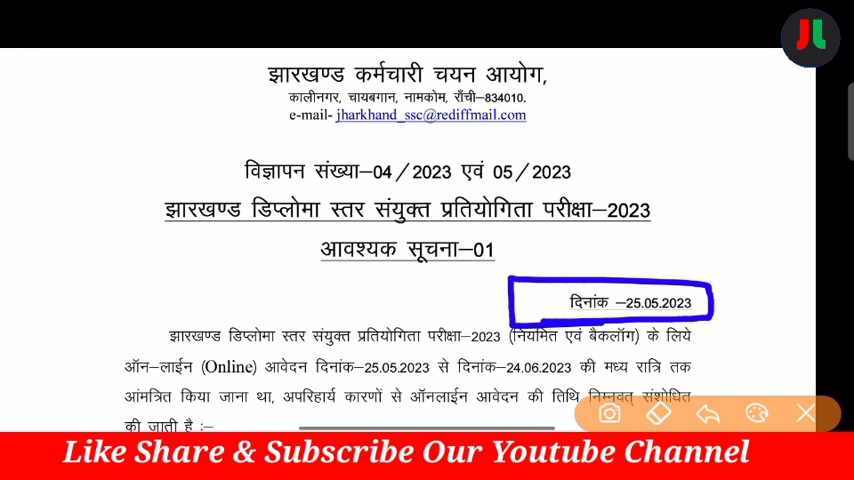 JL
झारखण्ड कर्मचारी चयन आयोग,
कालीनगर, चायबगान, नामकोम, राँची–834010.
e-mail- jharkhand_ssc@rediffmail.com
विज्ञापन संख्या–04/2023 एवं 05/2023
झारखण्ड डिप्लोमा स्तर संयुक्त प्रतियोगिता परीक्षा–2023
आवश्यक सूचना–01
दिनांक –25.05.2023
झारखण्ड डिप्लोमा स्तर संयुक्त प्रतियोगिता परीक्षा–2023 (नियमित एवं बैकलॉग) के लिये
ऑन–लाईन (Online) आवेदन दिनांक–25.05.2023 से दिनांक–24.06.2023 की मध्य रात्रि तक
आंमत्रित किया जाना था, अपरिहार्य कारणों से ऑनलाईन आवेदन की तिथि निम्नवत् संशोधित
की जाती है :–
Like Share & Subscribe Our Youtube Channel